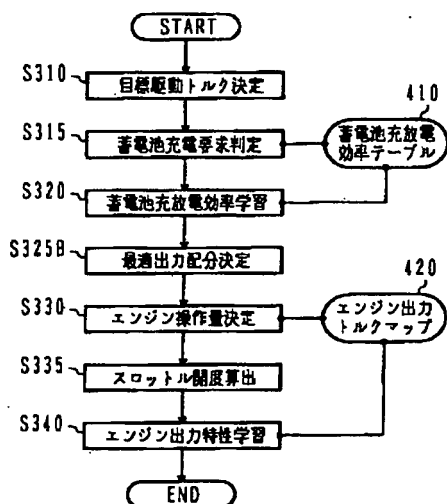 START
S310
目標駆動トルク決定
410
S315
蓄電池充電要求判定
蓄電池充放電
効率テーブル
S320
蓄電池充放電効率学習
S325B
最適出力配分決定
420
S330
エンジン操作量決定
エンジン出力
トルクマップ
S335
スロットル開度算出
S340
エンジン出力特性学習
END